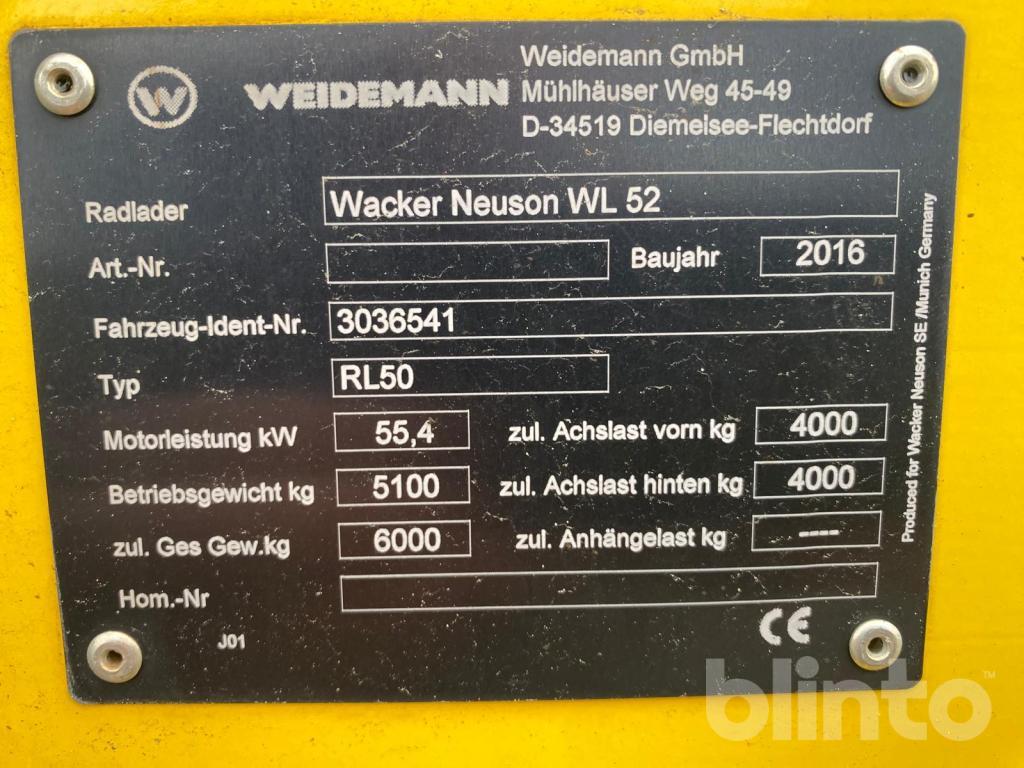 W WEIDEMANN
Weidemann GmbH
Mühlhäuser Weg 45-49
D-34519 Diemelsee-Flechtdorf
Radlader Wacker Neuson WL 52
Art.-Nr. Baujahr 2016
Fahrzeug-Ident-Nr. 3036541
Typ RL50
Motorleistung kW 55,4 zul. Achslast vorn kg 4000
Betriebsgewicht kg 5100 zul. Achslast hinten kg 4000
zul. Ges Gew.kg 6000 zul. Anhängelast kg ----
Hom.-Nr
J01
CE
Produced for Wacker Neuson SE /Munich Germany
blinto™